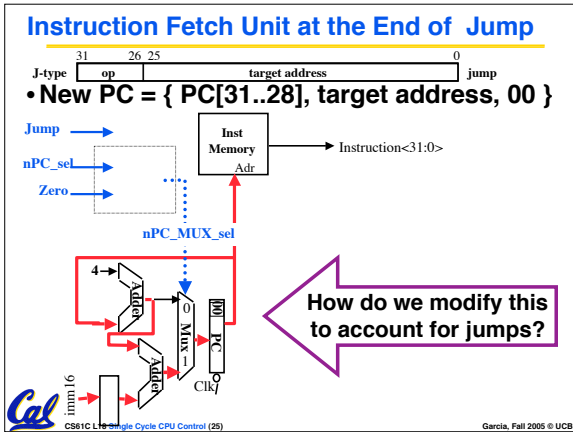 Instruction Fetch Unit at the End of Jump
31 26 25 0
J-type op target address jump
• New PC = { PC[31..28], target address, 00 }
Jump
Inst Memory
Adr
Instruction<31:0>
nPC_sel
Zero
nPC_MUX_sel
4
Adder
0
Mux
1
00
PC
Adder
Clk
imm16
How do we modify this
to account for jumps?
Cal
CS61C L18 Single Cycle CPU Control (25)
Garcia, Fall 2005 © UCB